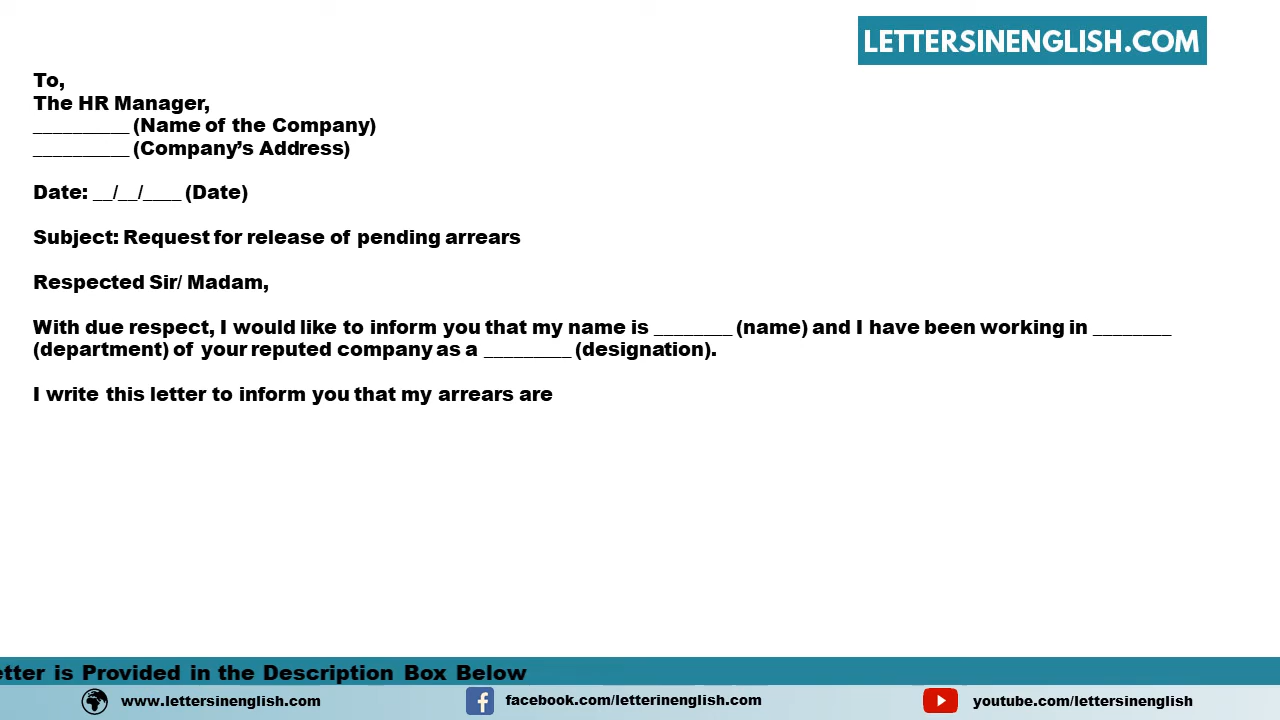 LETTERSINENGLISH.COM
To,
The HR Manager,
__________ (Name of the Company)
__________ (Company’s Address)
Date: __/__/____ (Date)
Subject: Request for release of pending arrears
Respected Sir/ Madam,
With due respect, I would like to inform you that my name is ________ (name) and I have been working in ________
(department) of your reputed company as a _________ (designation).
I write this letter to inform you that my arrears are
etter is Provided in the Description Box Below
www.lettersinenglish.com
facebook.com/letterinenglish.com
youtube.com/lettersinenglish